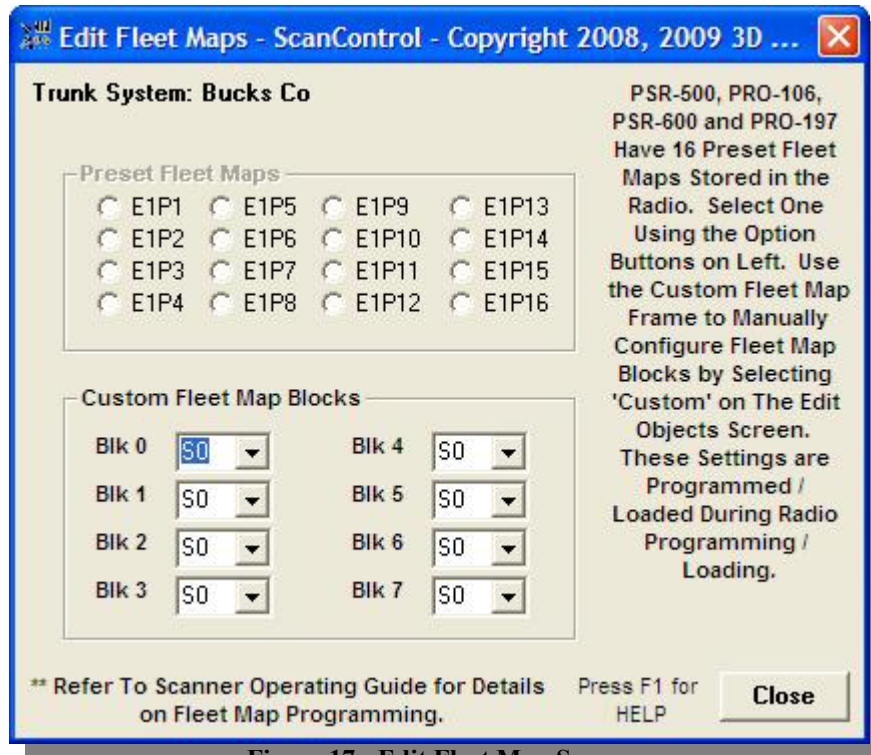 Edit Fleet Maps - ScanControl - Copyright 2008, 2009 3D ...
Trunk System: Bucks Co
Preset Fleet Maps
E1P1 E1P5 E1P9 E1P13
E1P2 E1P6 E1P10 E1P14
E1P3 E1P7 E1P11 E1P15
E1P4 E1P8 E1P12 E1P16
Custom Fleet Map Blocks
Blk 0 S0 Blk 4 S0
Blk 1 S0 Blk 5 S0
Blk 2 S0 Blk 6 S0
Blk 3 S0 Blk 7 S0
PSR-500, PRO-106,
PSR-600 and PRO-197
Have 16 Preset Fleet
Maps Stored in the
Radio. Select One
Using the Option
Buttons on Left. Use
the Custom Fleet Map
Frame to Manually
Configure Fleet Map
Blocks by Selecting
'Custom' on The Edit
Objects Screen.
These Settings are
Programmed /
Loaded During Radio
Programming /
Loading.
** Refer To Scanner Operating Guide for Details
on Fleet Map Programming.
Press F1 for
HELP
Close